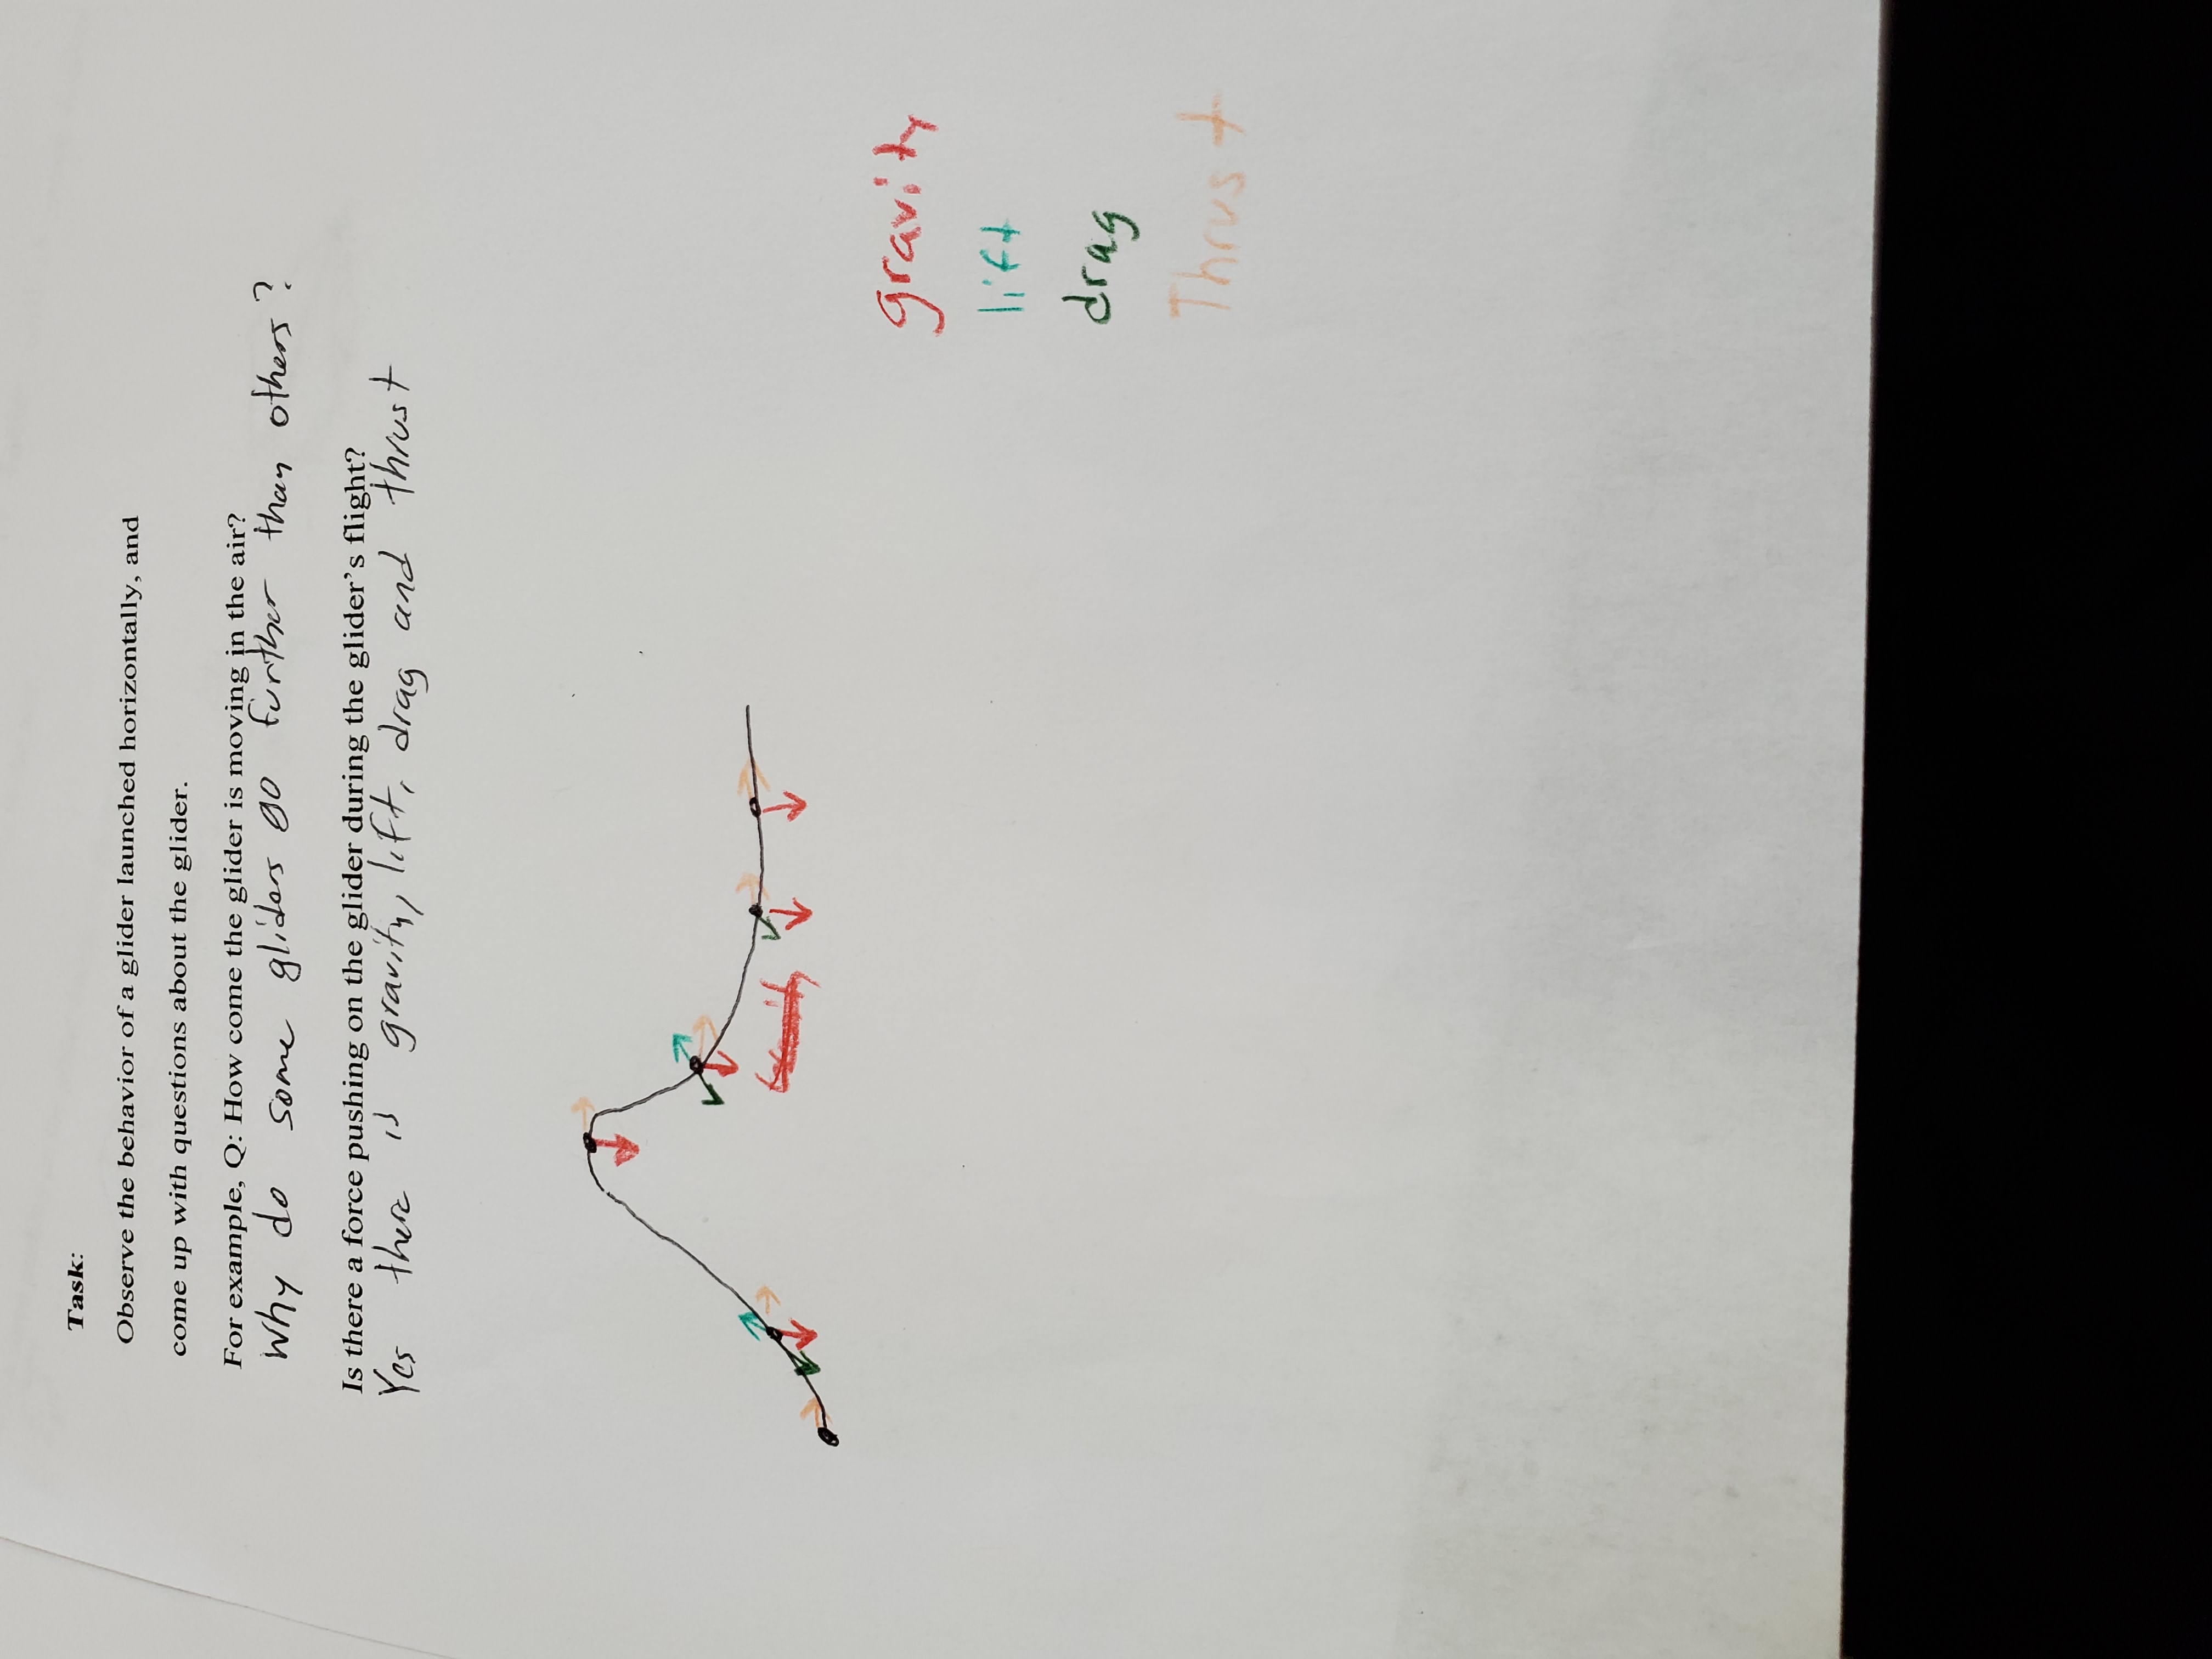 Task:
Observe the behavior of a glider launched horizontally, and
come up with questions about the glider.
For example, Q: How come the glider is moving in the air?
Why do some gliders go further than others?
Is there a force pushing on the glider during the glider's flight?
Yes there is gravity, lift, drag and thrust
gravity
gravity
lift
drag
Thrust